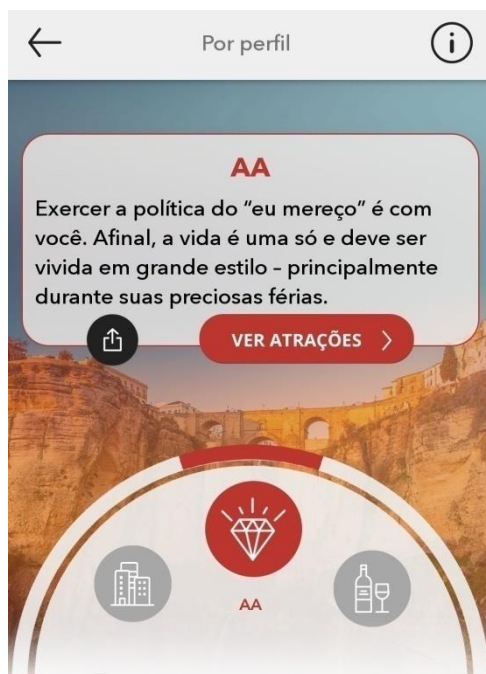 Por perfil
AA
Exercer a política do “eu mereço” é com
você. Afinal, a vida é uma só e deve ser
vivida em grande estilo – principalmente
durante suas preciosas férias.
VER ATRAÇÕES
AA